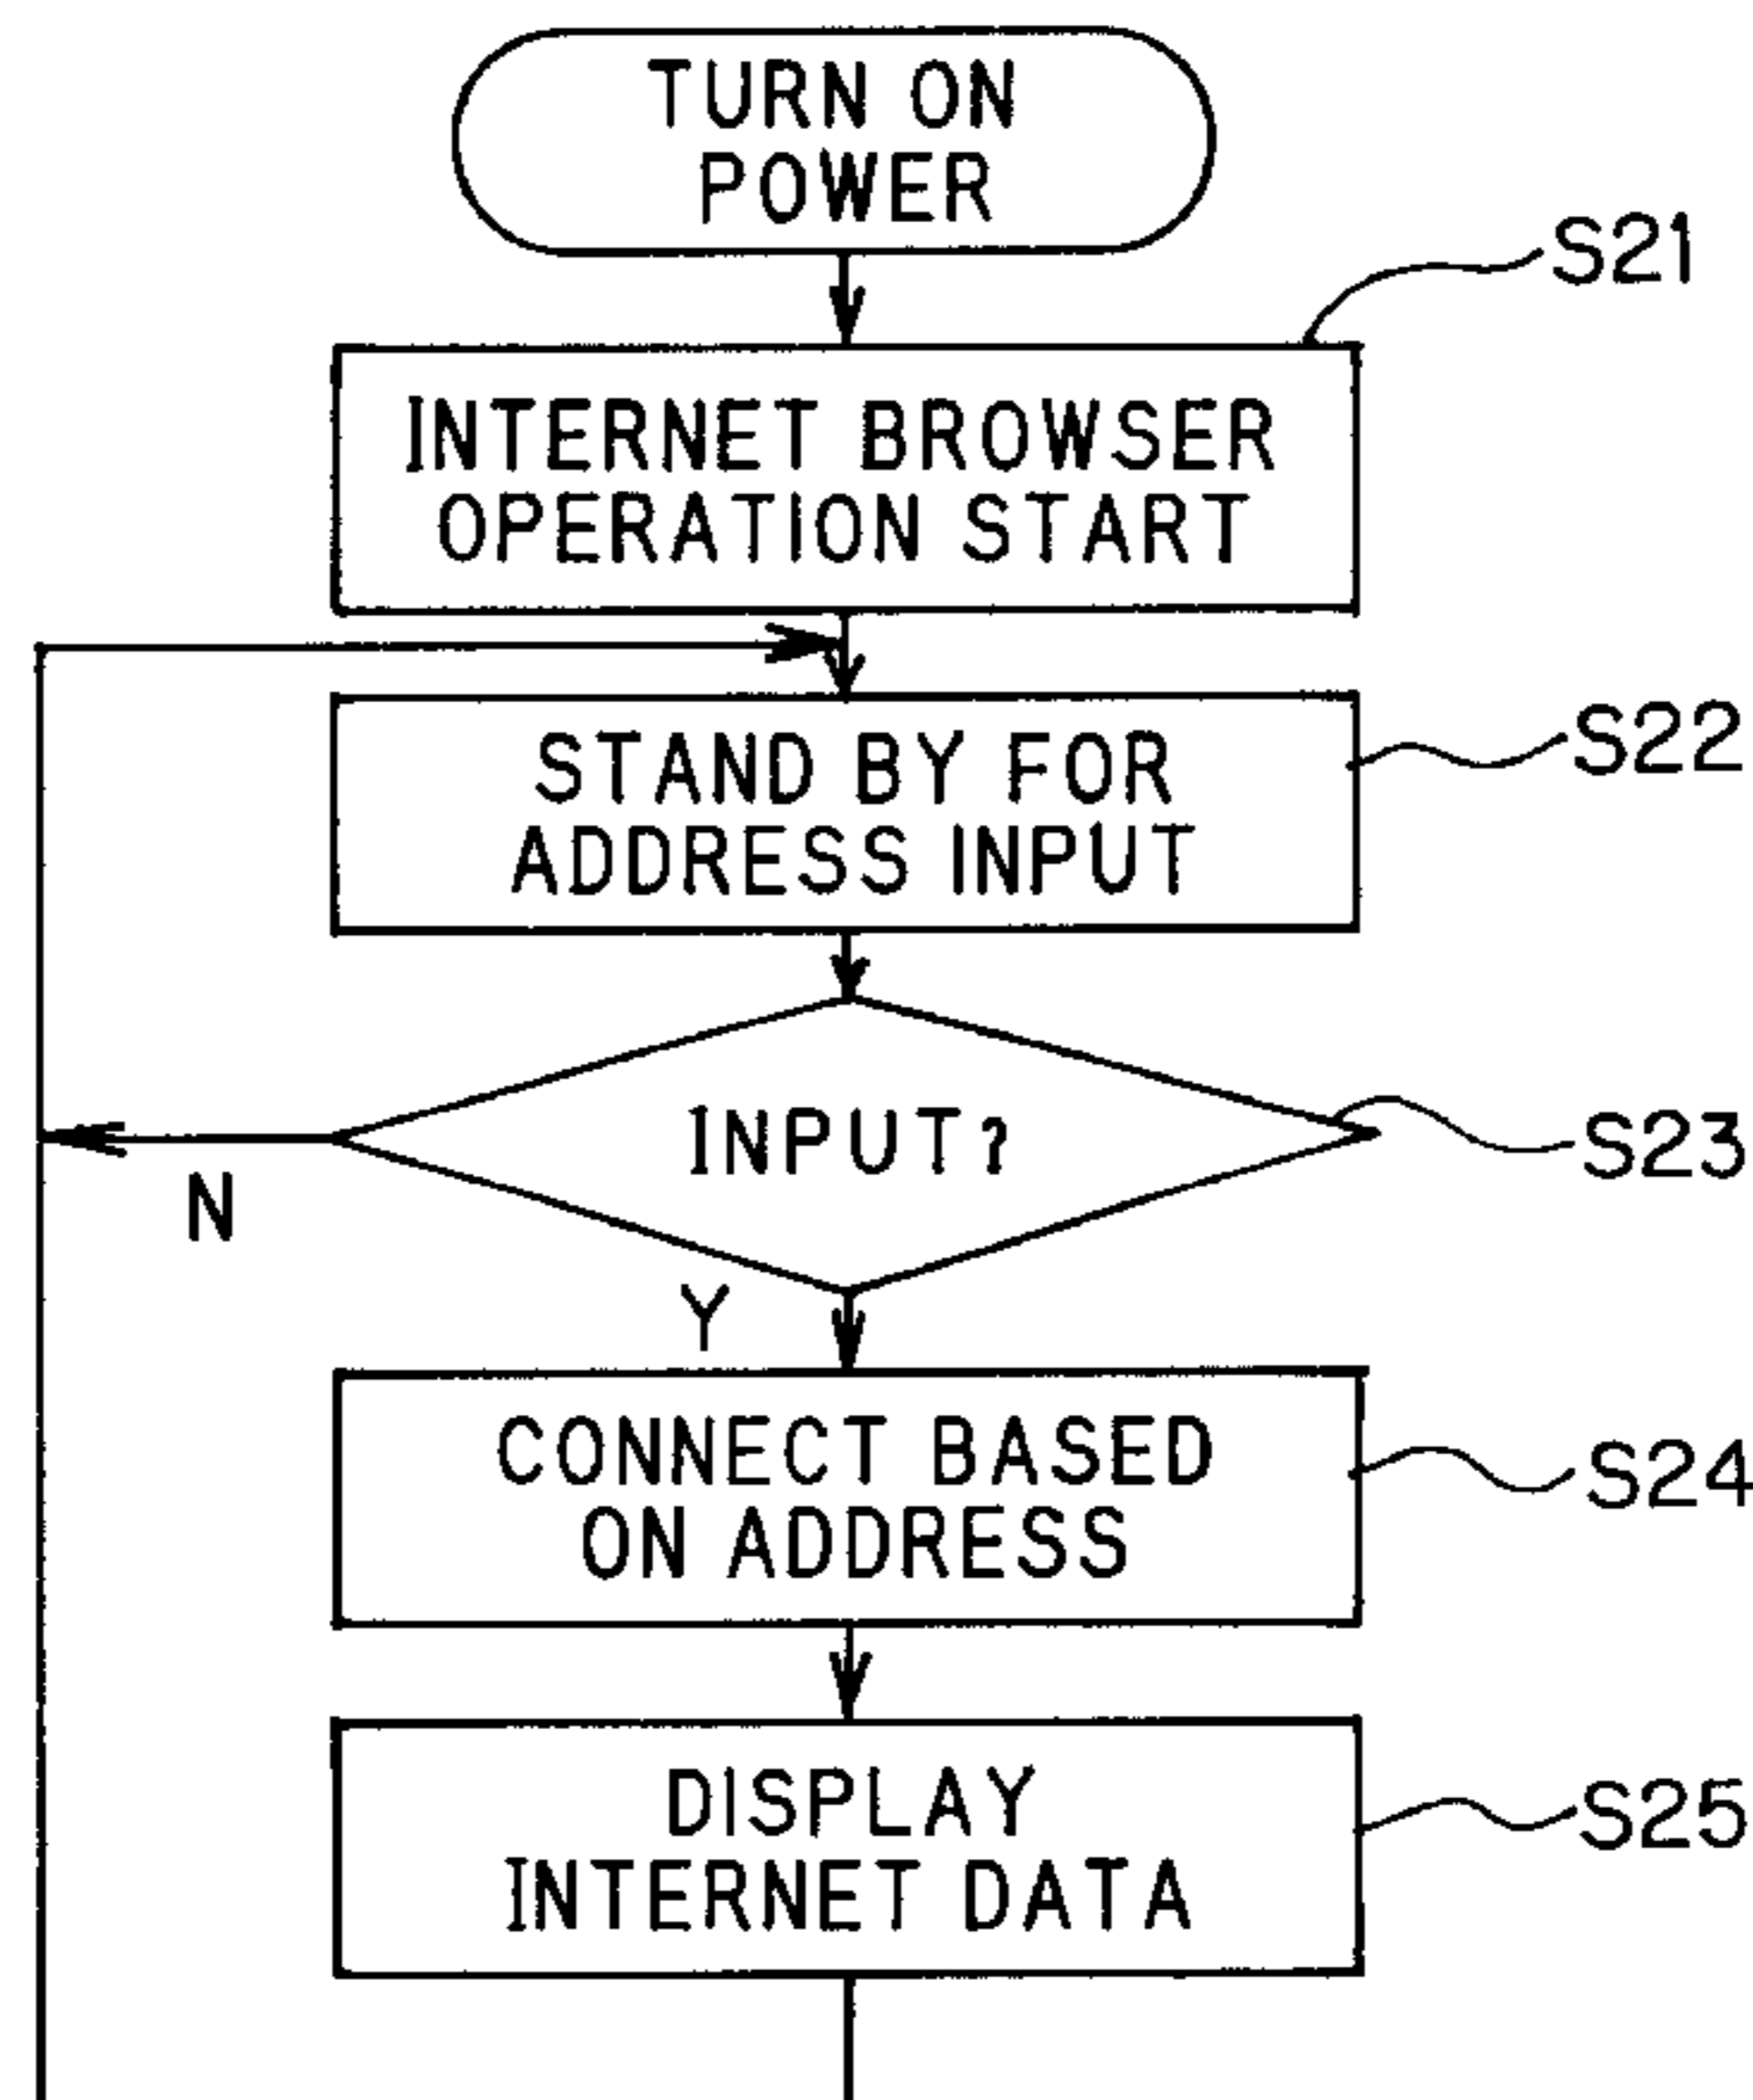 TURN ON
POWER
S21
INTERNET BROWSER
OPERATION START
S22
STAND BY FOR
ADDRESS INPUT
INPUT?
S23
N
Y
CONNECT BASED
ON ADDRESS
S24
DISPLAY
INTERNET DATA
S25